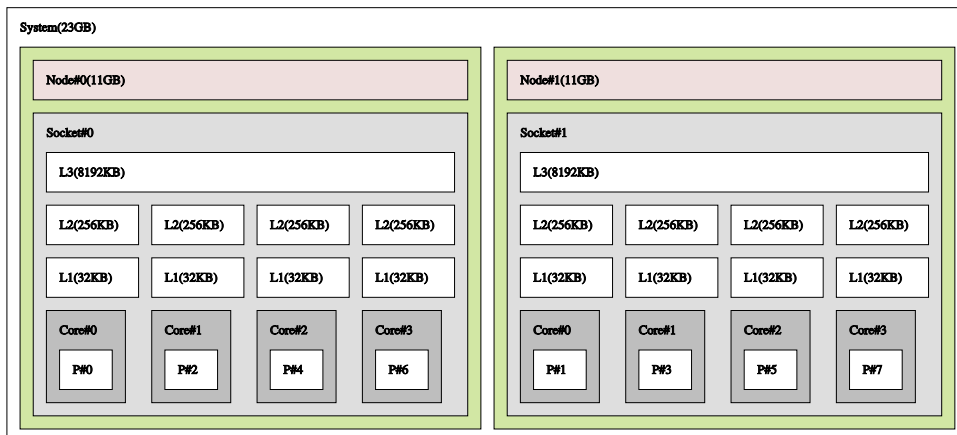 System(23GB)
Node#0(11GB) Node#1(11GB)
Socket#0 Socket#1
L3(8192KB) L3(8192KB)
L2(256KB) L2(256KB) L2(256KB) L2(256KB) L2(256KB) L2(256KB) L2(256KB) L2(256KB)
L1(32KB) L1(32KB) L1(32KB) L1(32KB) L1(32KB) L1(32KB) L1(32KB) L1(32KB)
Core#0 Core#1 Core#2 Core#3 Core#0 Core#1 Core#2 Core#3
P#0 P#2 P#4 P#6 P#1 P#3 P#5 P#7